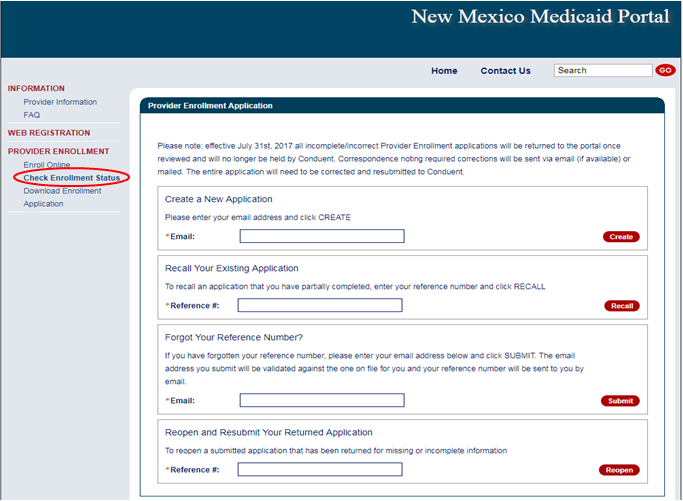 New Mexico Medicaid Portal
Home Contact Us Search GO
INFORMATION
Provider Information
FAQ
WEB REGISTRATION
PROVIDER ENROLLMENT
Enroll Online
Check Enrollment Status
Download Enrollment
Application
Provider Enrollment Application
Please note: effective July 31st, 2017 all incomplete/incorrect Provider Enrollment applications will be returned to the portal once
reviewed and will no longer be held by Conduent. Correspondence noting required corrections will be sent via email (if available) or
mailed. The entire application will need to be corrected and resubmitted to Conduent.
Create a New Application
Please enter your email address and click CREATE
*Email: Create
Recall Your Existing Application
To recall an application that you have partially completed, enter your reference number and click RECALL
*Reference #: Recall
Forgot Your Reference Number?
If you have forgotten your reference number, please enter your email address below and click SUBMIT. The email
address you submit will be validated against the one on file for you and your reference number will be sent to you by
email.
*Email: Submit
Reopen and Resubmit Your Returned Application
To reopen a submitted application that has been returned for missing or incomplete information
*Reference #: Reopen